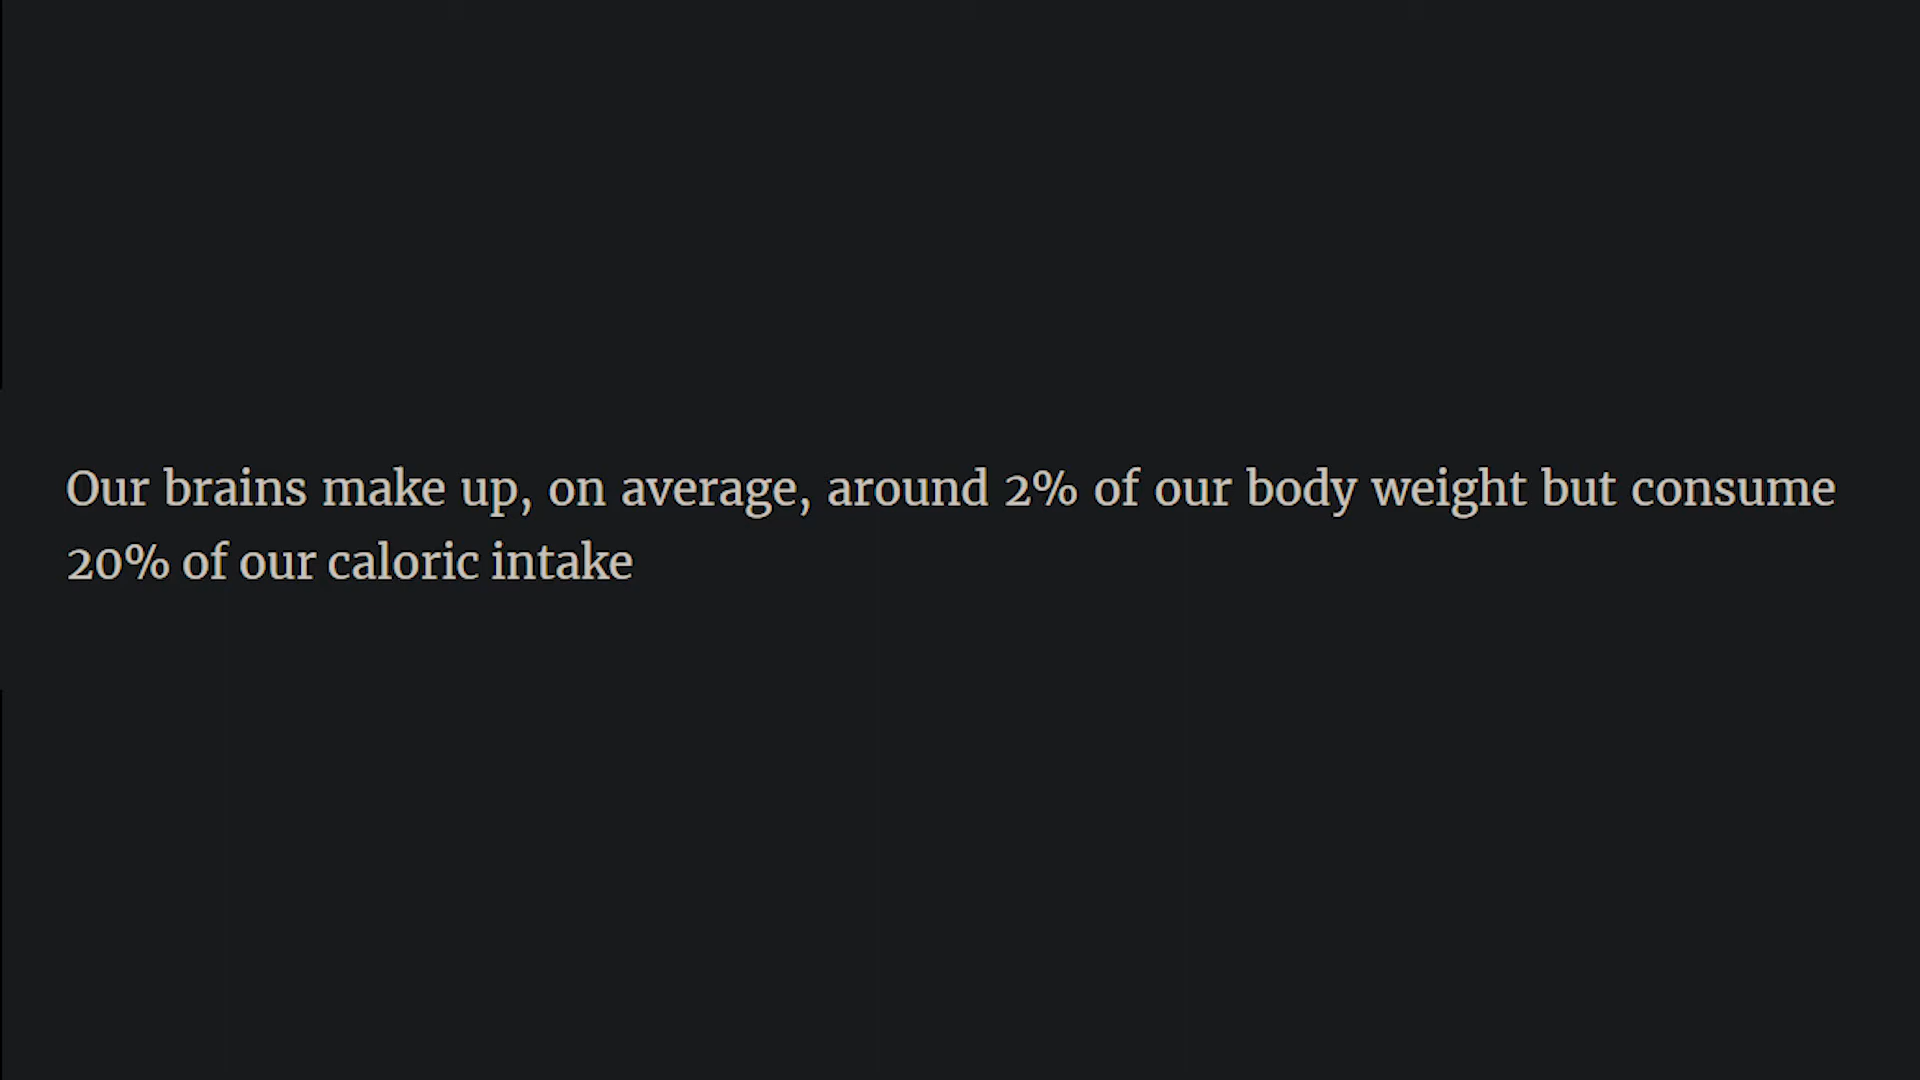 Our brains make up, on average, around 2% of our body weight but consume
20% of our caloric intake